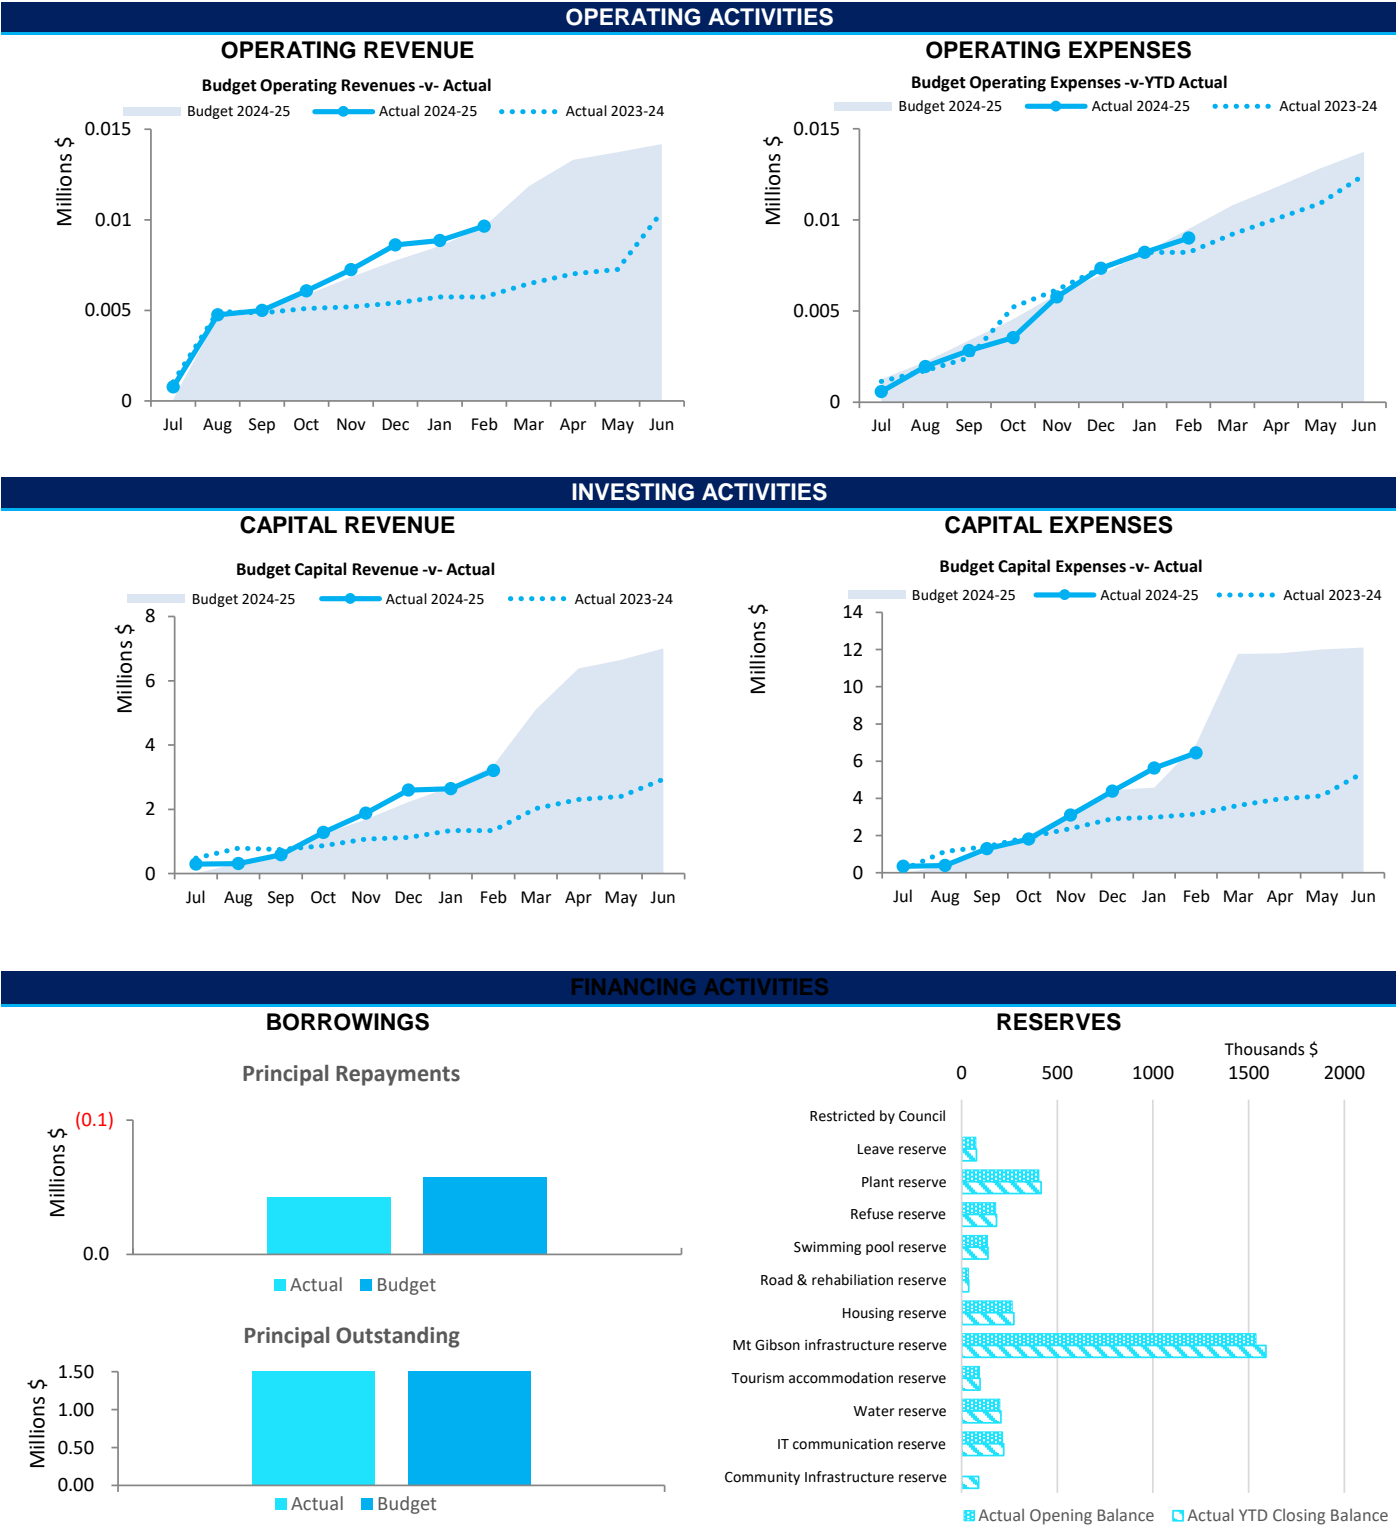 OPERATING ACTIVITIES
OPERATING REVENUE
Budget Operating Revenues -v- Actual
Budget 2024-25 Actual 2024-25 Actual 2023-24
Millions $
0.015
0.01
0.005
0
Jul Aug Sep Oct Nov Dec Jan Feb Mar Apr May Jun
OPERATING EXPENSES
Budget Operating Expenses -v-YTD Actual
Budget 2024-25 Actual 2024-25 Actual 2023-24
Millions $
0.015
0.01
0.005
0
Jul Aug Sep Oct Nov Dec Jan Feb Mar Apr May Jun
INVESTING ACTIVITIES
CAPITAL REVENUE
Budget Capital Revenue -v- Actual
Budget 2024-25 Actual 2024-25 Actual 2023-24
Millions $
8
6
4
2
0
Jul Aug Sep Oct Nov Dec Jan Feb Mar Apr May Jun
CAPITAL EXPENSES
Budget Capital Expenses -v- Actual
Budget 2024-25 Actual 2024-25 Actual 2023-24
Millions $
14
12
10
8
6
4
2
0
Jul Aug Sep Oct Nov Dec Jan Feb Mar Apr May Jun
FINANCING ACTIVITIES
BORROWINGS
Principal Repayments
Millions $
(0.1)
0.0
Actual Budget
Principal Outstanding
Millions $
1.50
1.00
0.50
0.00
Actual Budget
RESERVES
Thousands $
0 500 1000 1500 2000
Restricted by Council
Leave reserve
Plant reserve
Refuse reserve
Swimming pool reserve
Road & rehabiliation reserve
Housing reserve
Mt Gibson infrastructure reserve
Tourism accommodation reserve
Water reserve
IT communication reserve
Community Infrastructure reserve
Actual Opening Balance Actual YTD Closing Balance